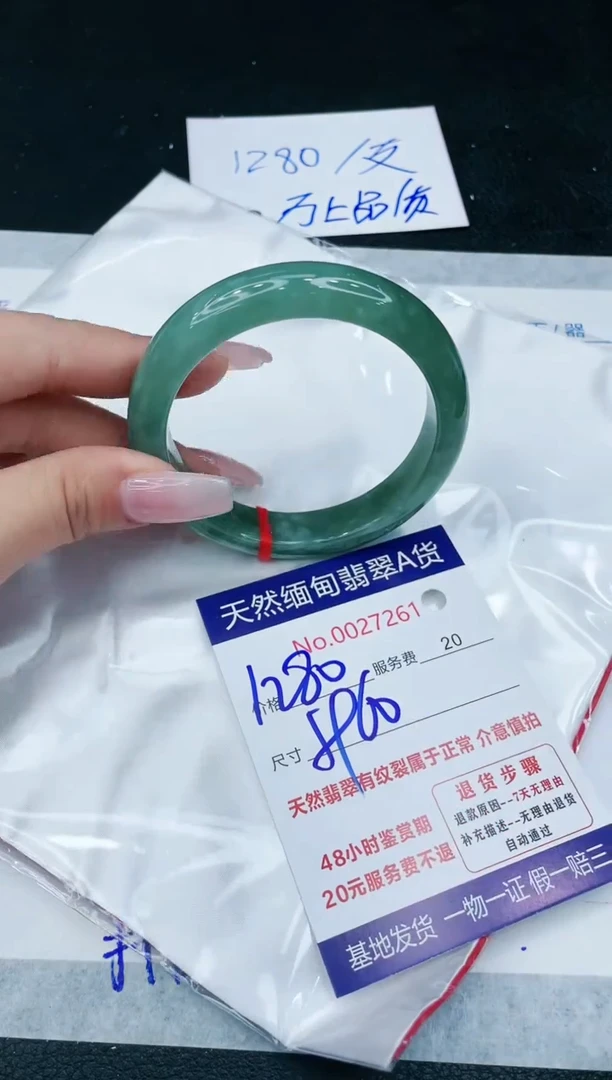 1280/支
万上品质
天然缅甸翡翠A货
No.0027261
价格 1280 服务费 20
尺寸
天然翡翠有纹裂属于正常 介意慎拍
48小时鉴赏期
20元服务费不退
退货步骤
退款原因--7天无理由
补充描述--无理由退货
自动通过
基地发货 一物一证 假一赔三